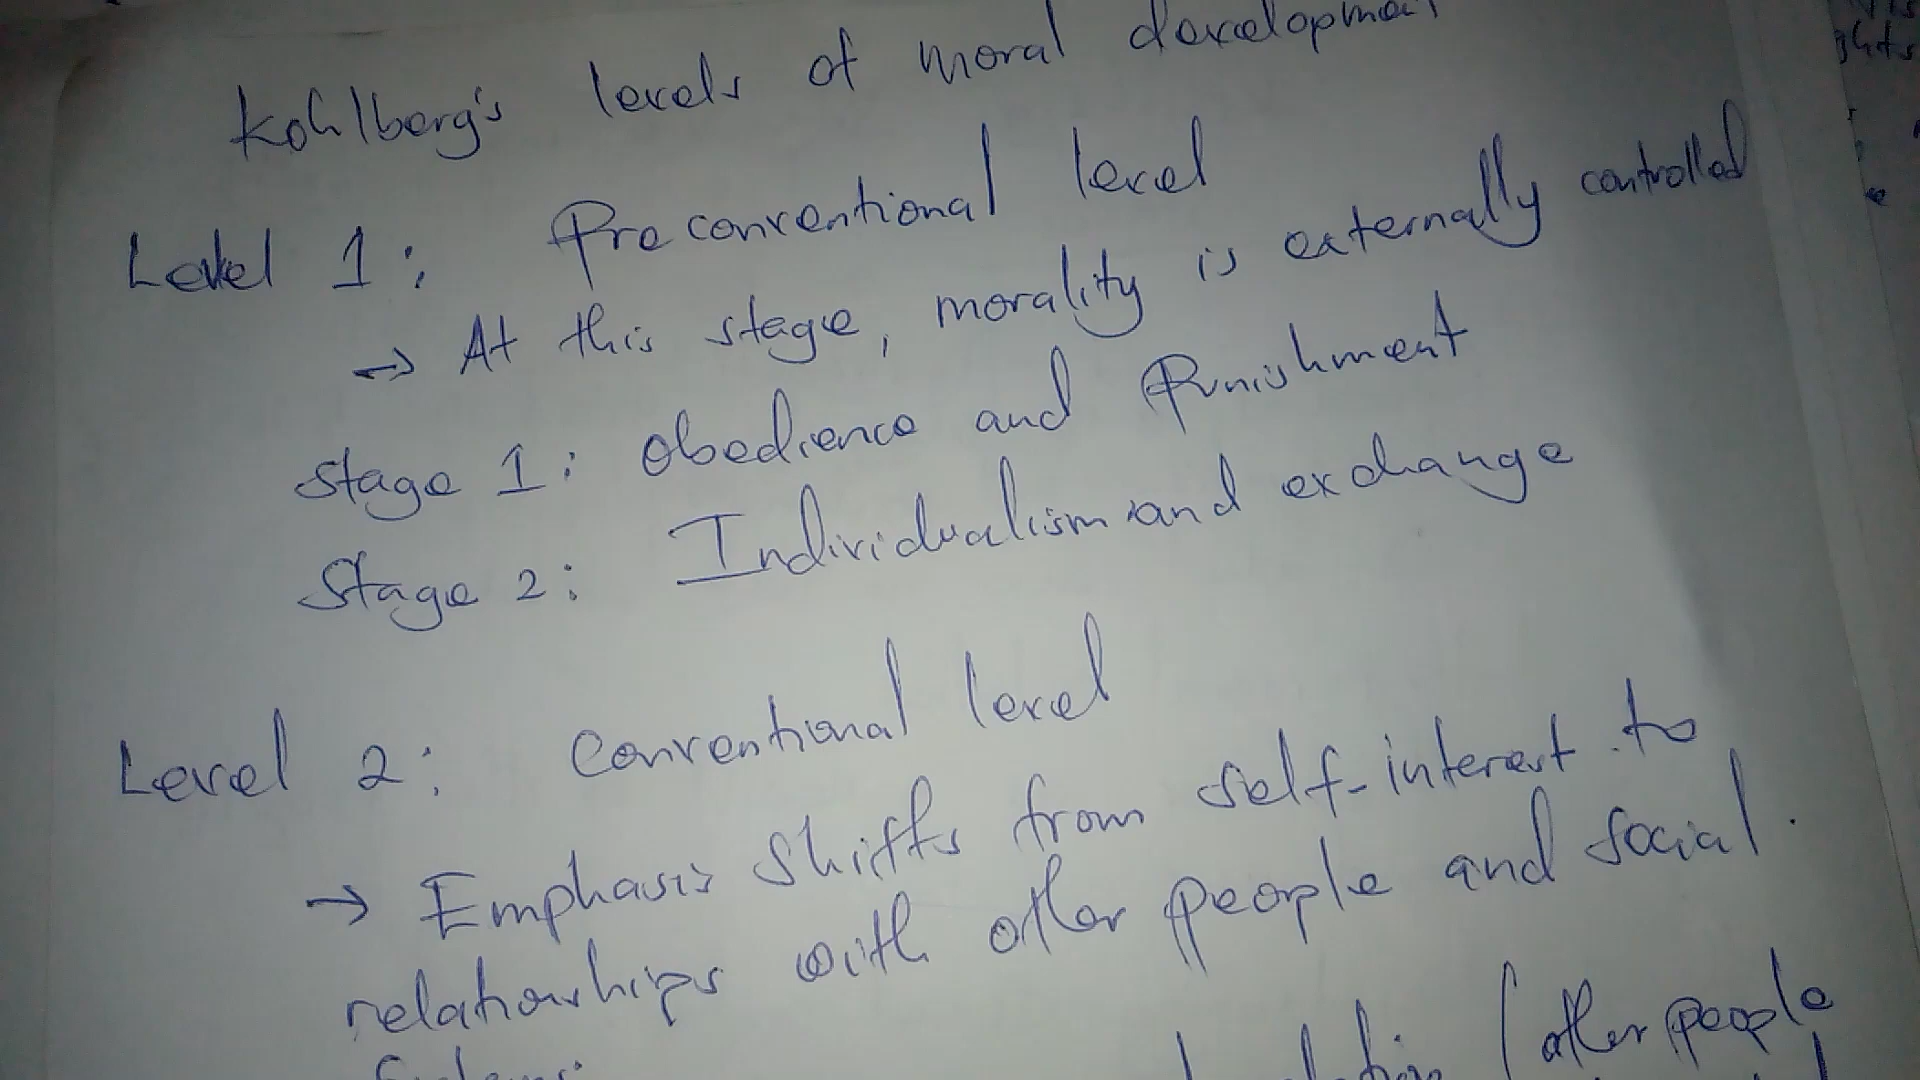 Kohlberg's levels of moral development
Level 1: Preconventional level
→ At this stage, morality is externally controlled
Stage 1: Obedience and Punishment
Stage 2: Individualism and exchange
Level 2: Conventional level
→ Emphasis shifts from self-interest to
relationships with other people and social.
(other people